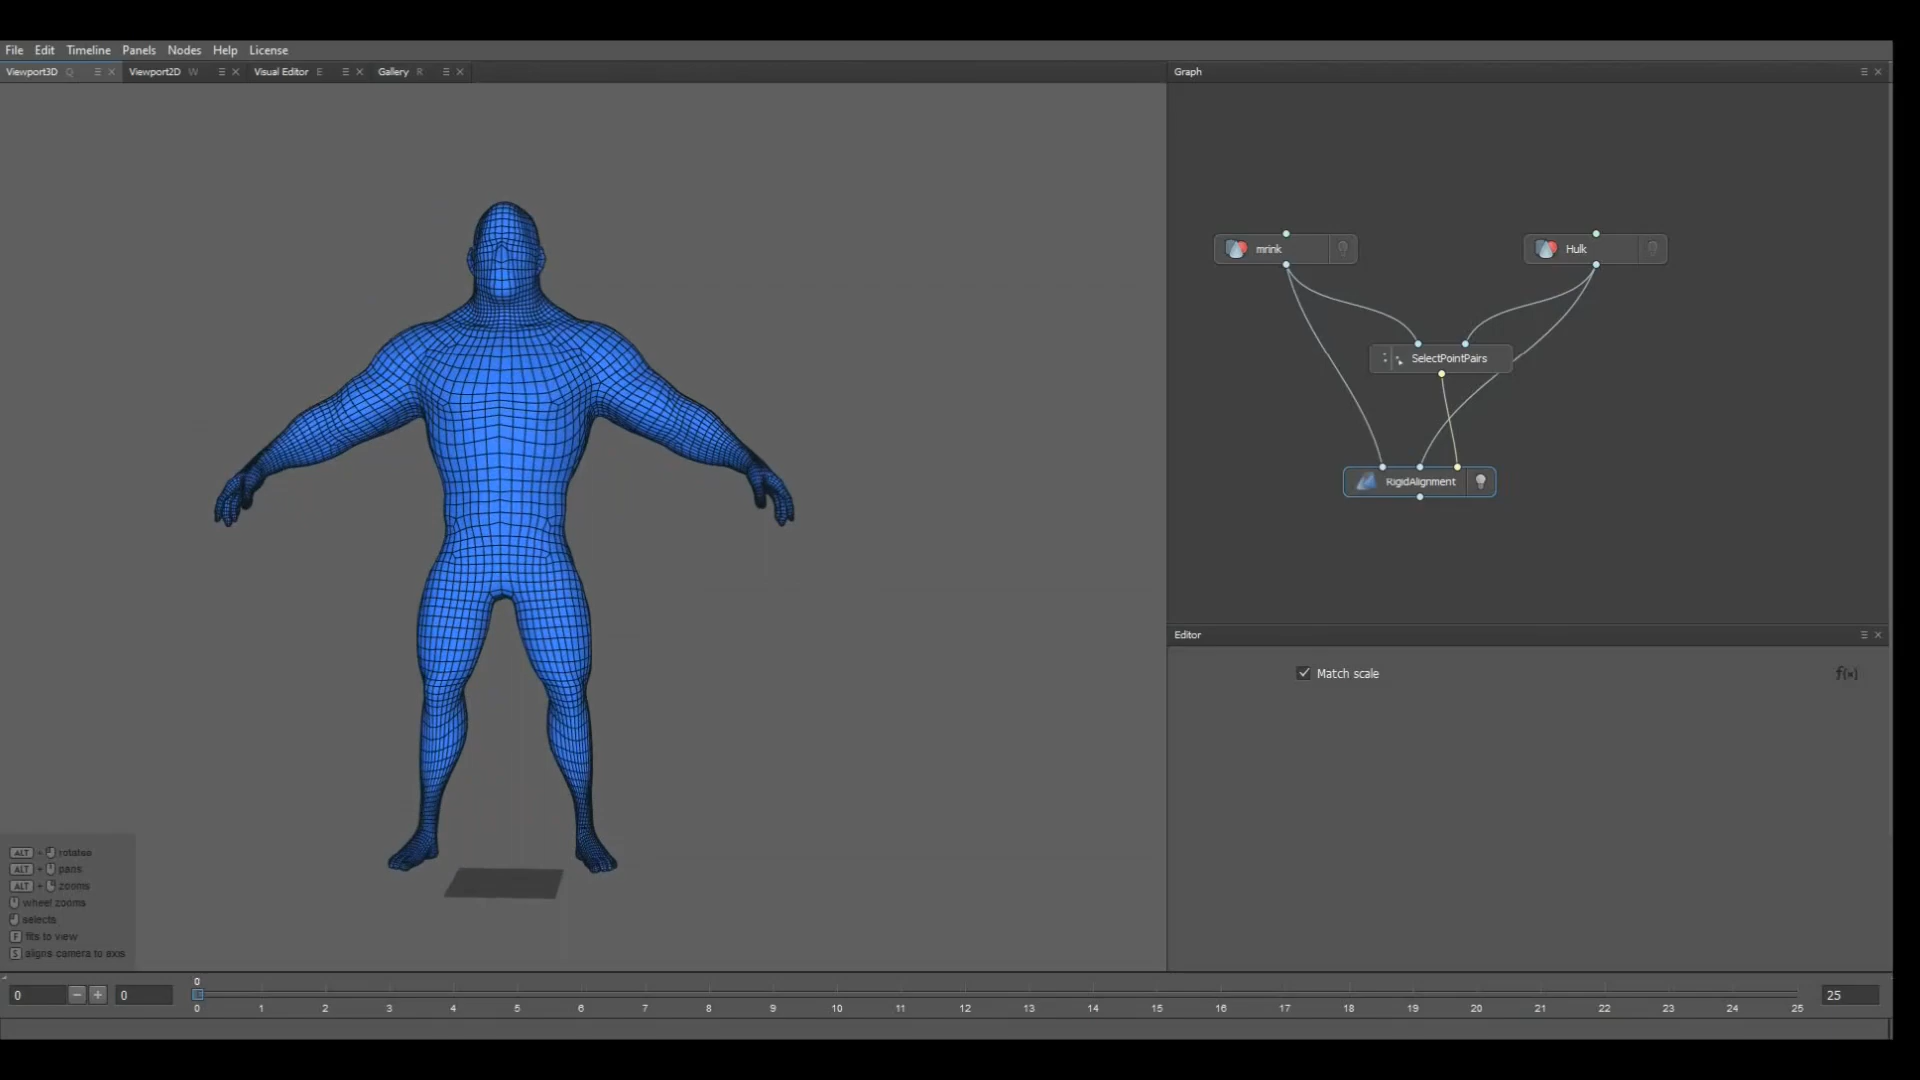 File Edit Timeline Panels Nodes Help License
Viewport3D Q Viewport2D W Visual Editor E Gallery R
Graph
mrink
Hulk
SelectPointPairs
RigidAlignment
Editor
Match scale f(x)
ALT + rotates
ALT + pans
ALT + zooms
wheel zooms
selects
F fits to view
S aligns camera to axis
0
0 − + 0 25
0 1 2 3 4 5 6 7 8 9 10 11 12 13 14 15 16 17 18 19 20 21 22 23 24 25